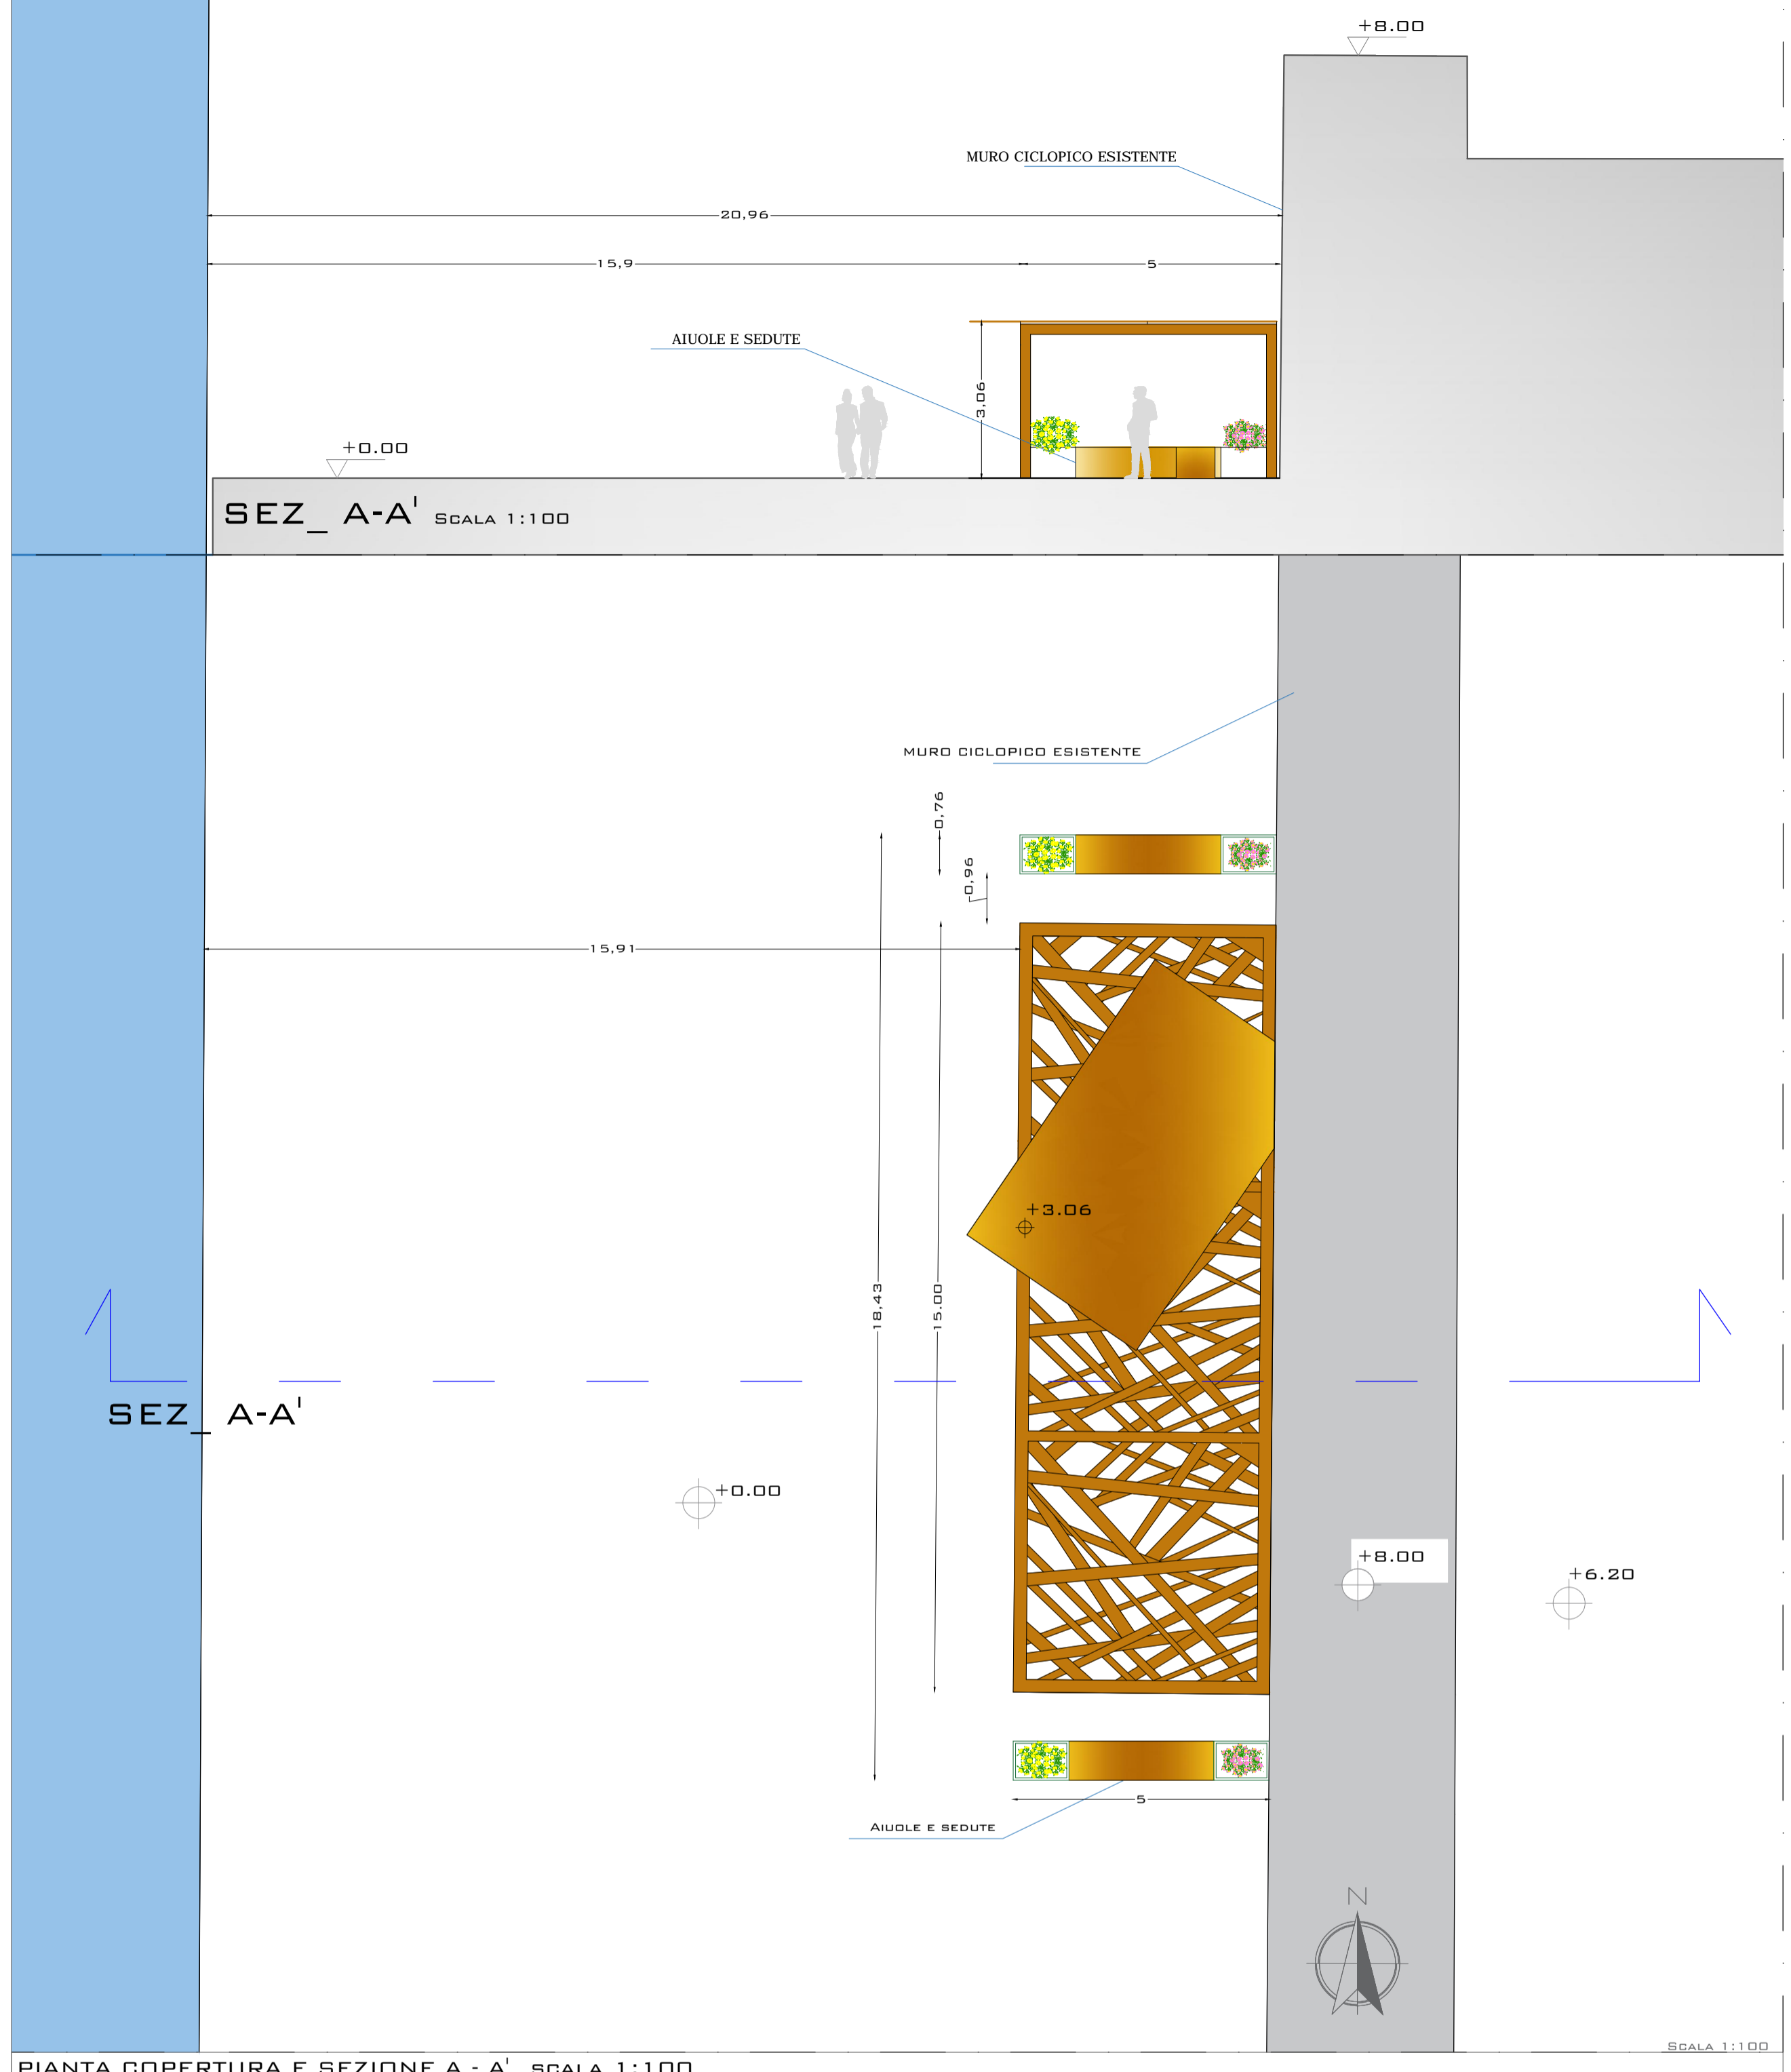 +8.00
MURO CICLOPICO ESISTENTE
20,96
15,9
5
AIUOLE E SEDUTE
3,06
+0.00
SEZ_ A-A' Scala 1:100
MURO CICLOPICO ESISTENTE
0,76
0,96
15,91
+3.06
18,43
15.00
SEZ_ A-A'
+0.00
+8.00
+6.20
5
Aiuole e sedute
N
Scala 1:100
PIANTA COPERTURA E SEZIONE A - A' scala 1:100